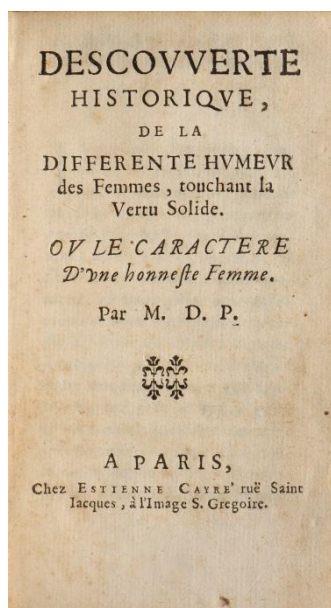 DESCOVVERTE
HISTORIQVE,
DE LA
DIFFERENTE HVMEVR
des Femmes, touchant la
Vertu Solide.
OV LE CARACTERE
D'vne honneſte Femme.
Par M. D. P.
A PARIS,
Chez ESTIENNE CAYRE' ruë Saint
Iacques, à l'Image S. Gregoire.